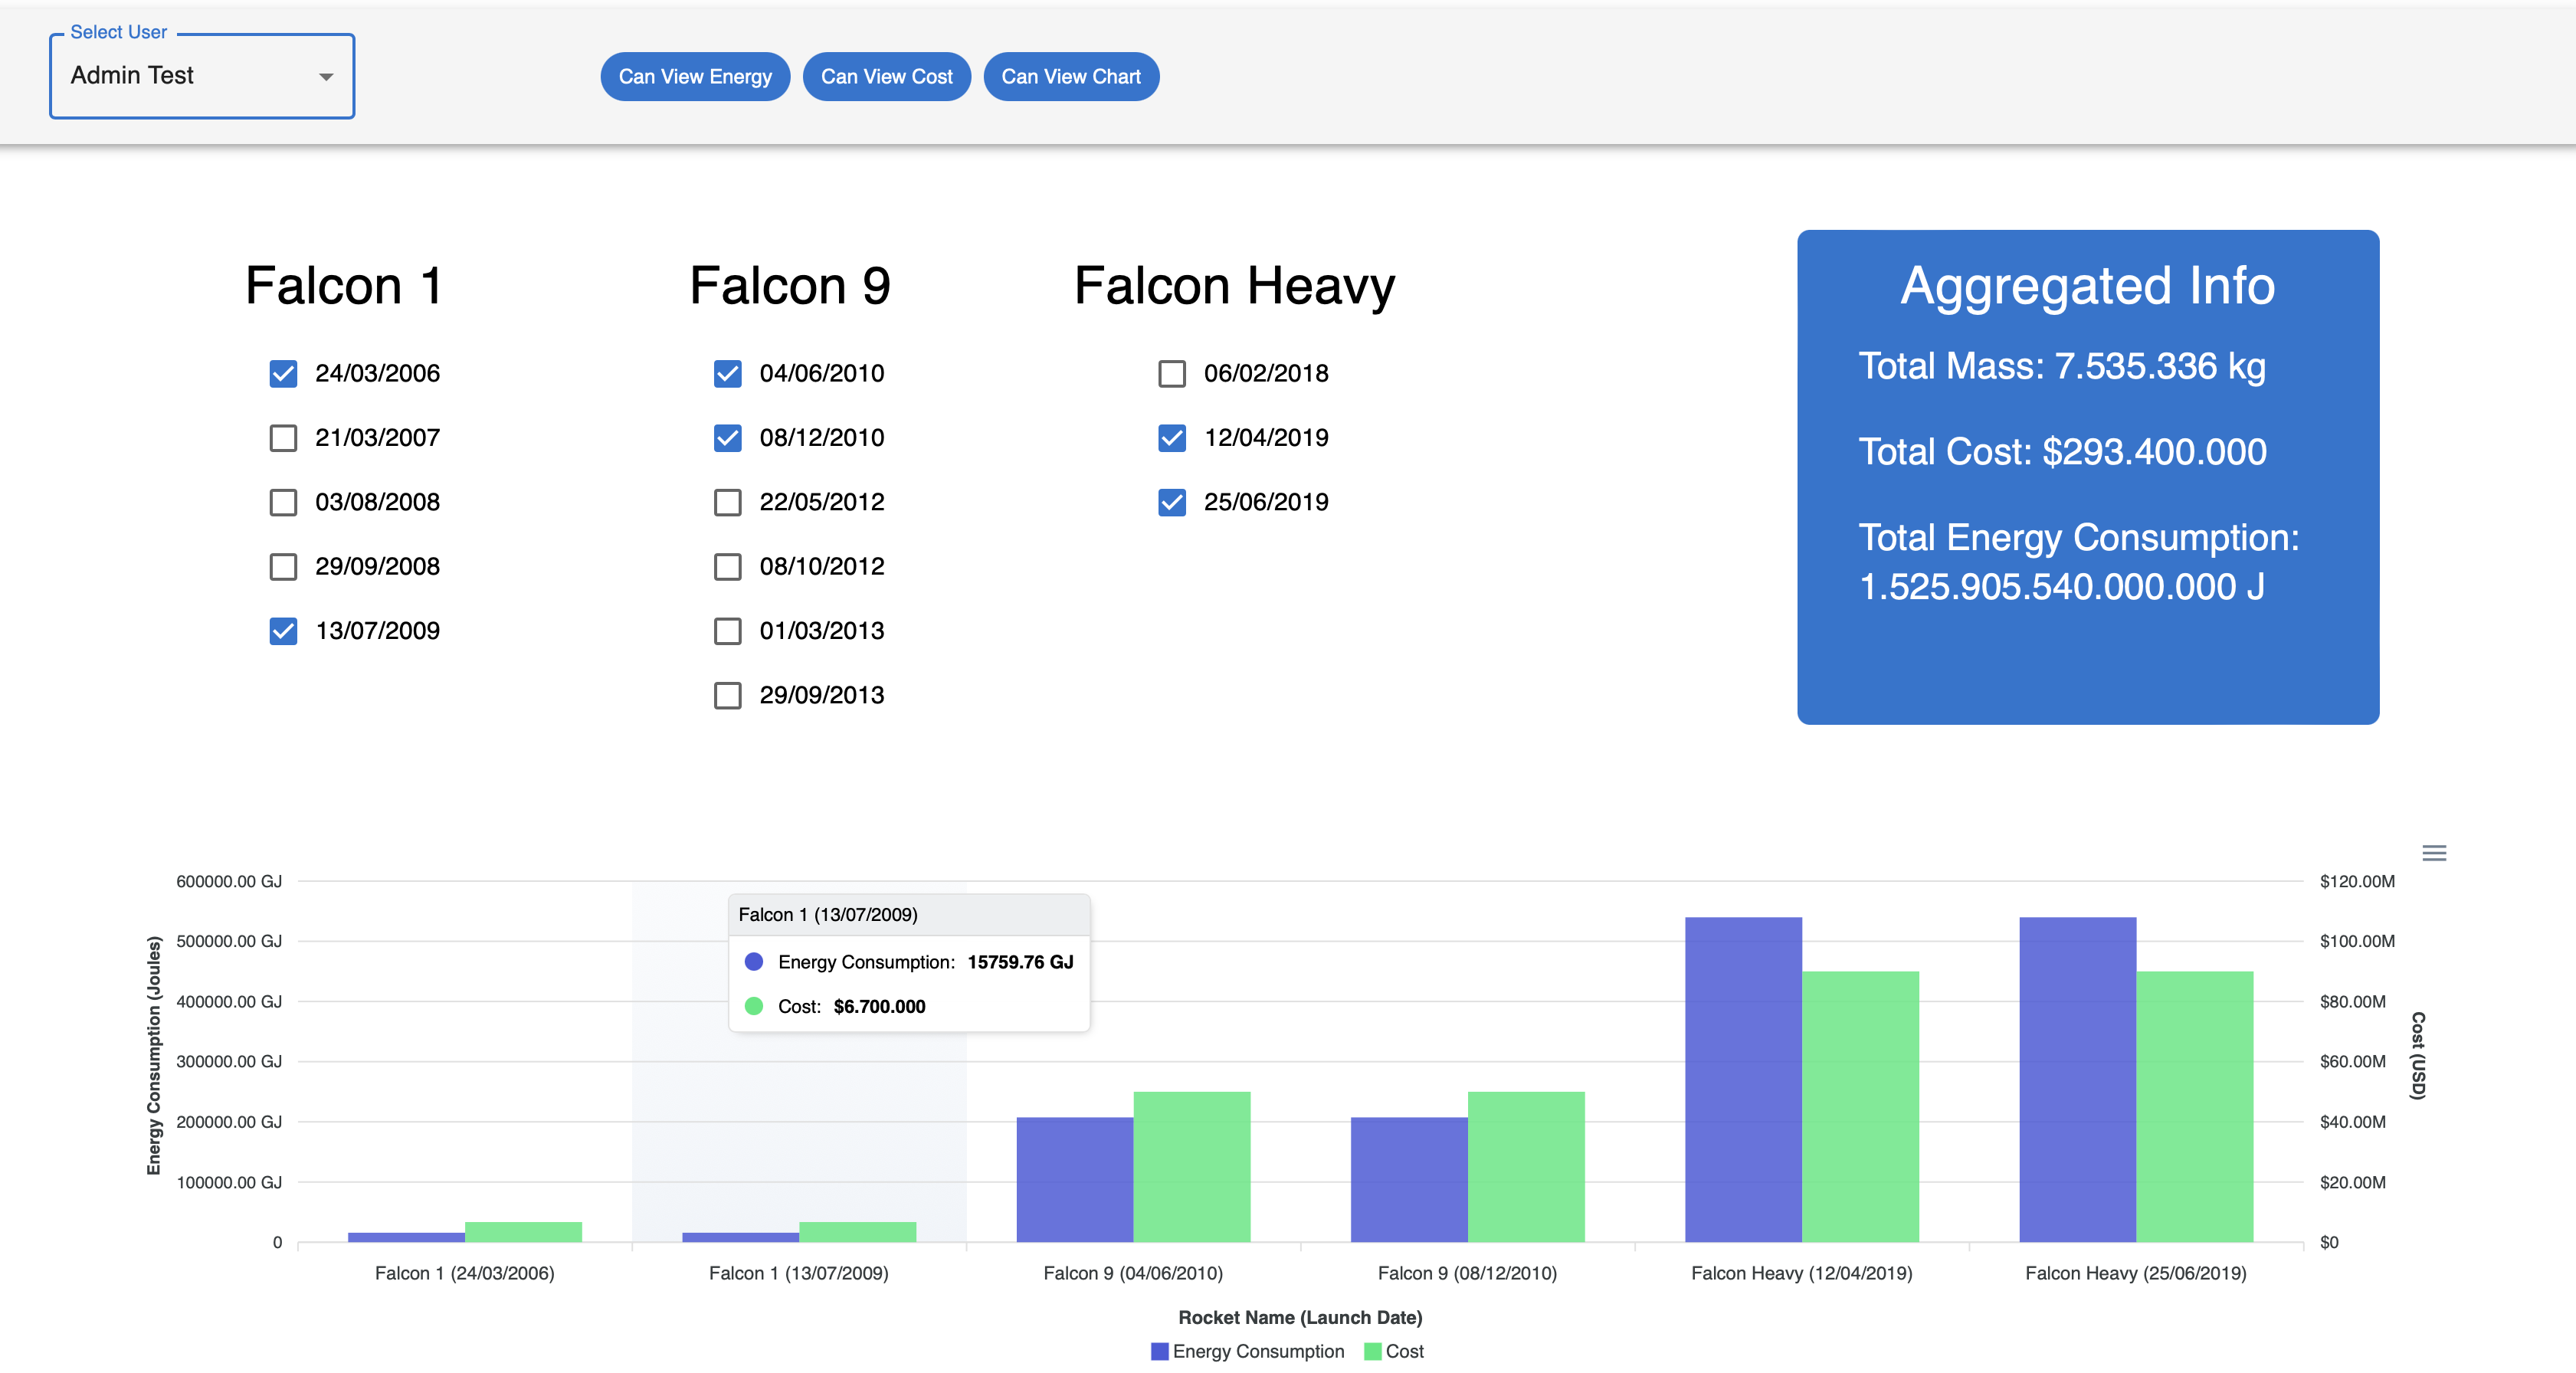 Select User
Admin Test
Can View Energy
Can View Cost
Can View Chart
Falcon 1
24/03/2006
21/03/2007
03/08/2008
29/09/2008
13/07/2009
Falcon 9
04/06/2010
08/12/2010
22/05/2012
08/10/2012
01/03/2013
29/09/2013
Falcon Heavy
06/02/2018
12/04/2019
25/06/2019
Aggregated Info
Total Mass: 7.535.336 kg
Total Cost: $293.400.000
Total Energy Consumption:
1.525.905.540.000.000 J
Energy Consumption (Joules)
600000.00 GJ
500000.00 GJ
400000.00 GJ
300000.00 GJ
200000.00 GJ
100000.00 GJ
0
Falcon 1 (13/07/2009)
Energy Consumption: 15759.76 GJ
Cost: $6.700.000
$120.00M
$100.00M
$80.00M
$60.00M
$40.00M
$20.00M
$0
Cost (USD)
Falcon 1 (24/03/2006)
Falcon 1 (13/07/2009)
Falcon 9 (04/06/2010)
Falcon 9 (08/12/2010)
Falcon Heavy (12/04/2019)
Falcon Heavy (25/06/2019)
Rocket Name (Launch Date)
Energy Consumption
Cost